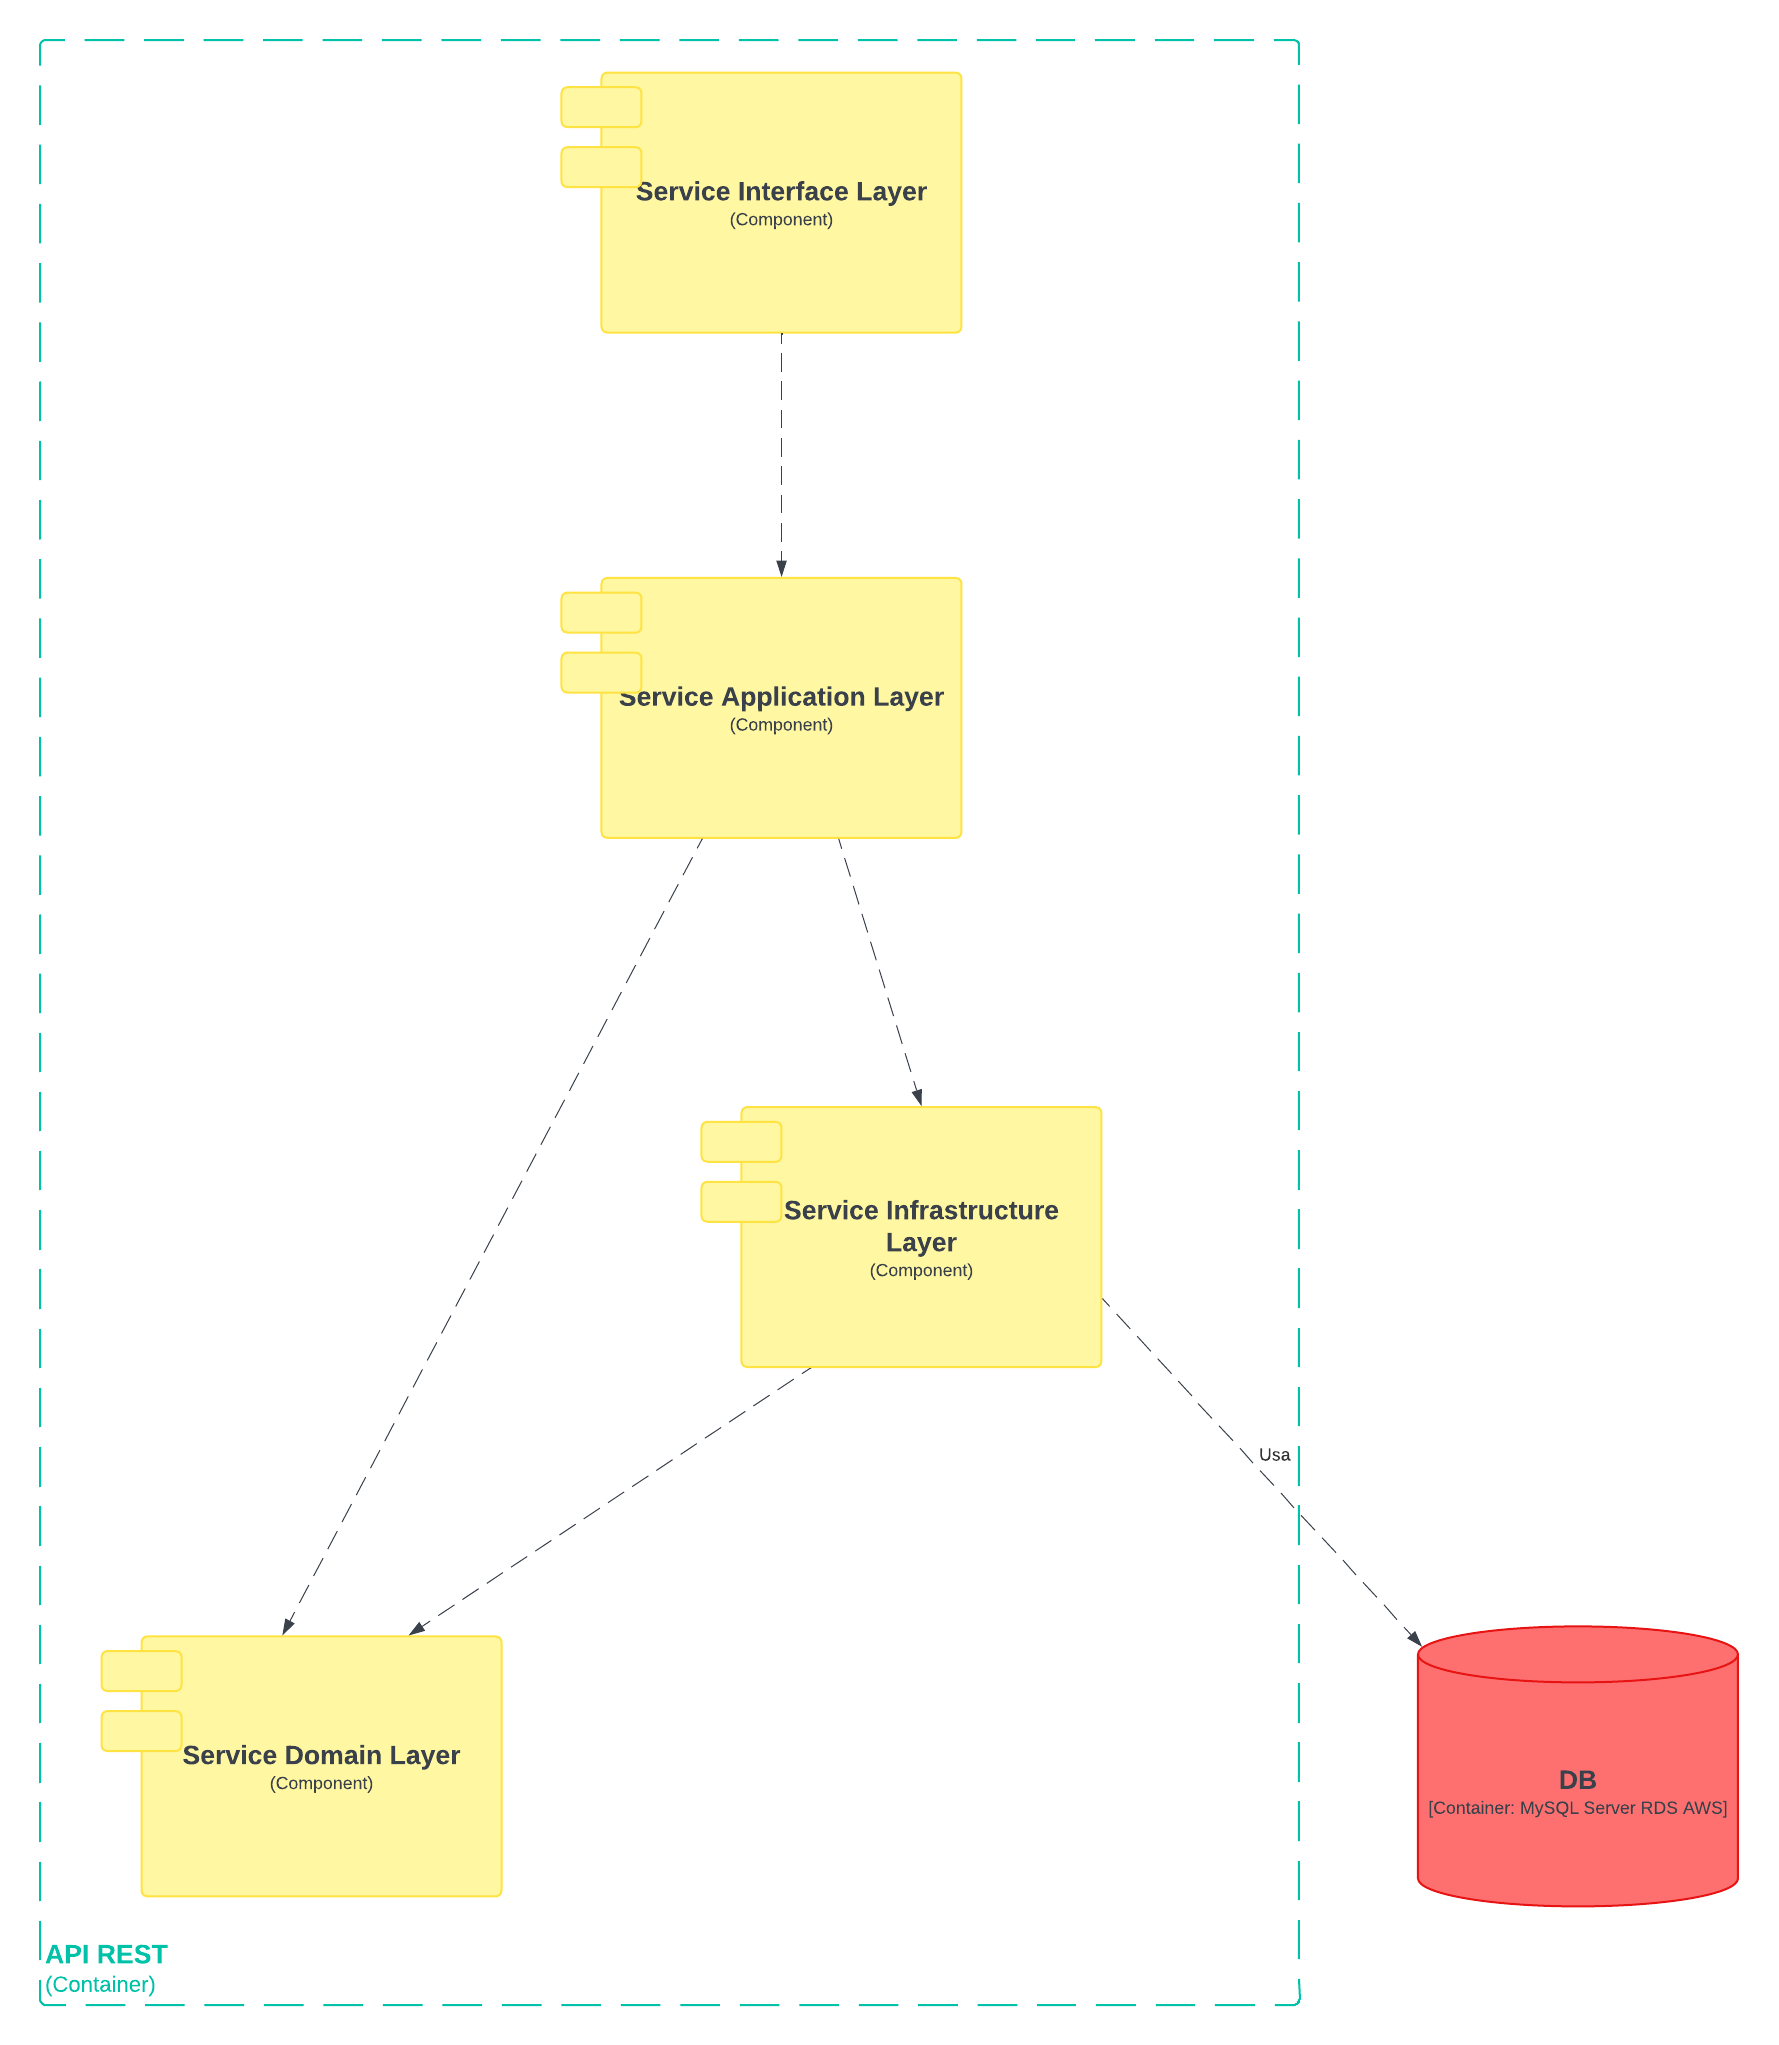 Service Interface Layer
(Component)
Service Application Layer
(Component)
Service Infrastructure
Layer
(Component)
Usa
Service Domain Layer
(Component)
DB
[Container: MySQL Server RDS AWS]
API REST
(Container)